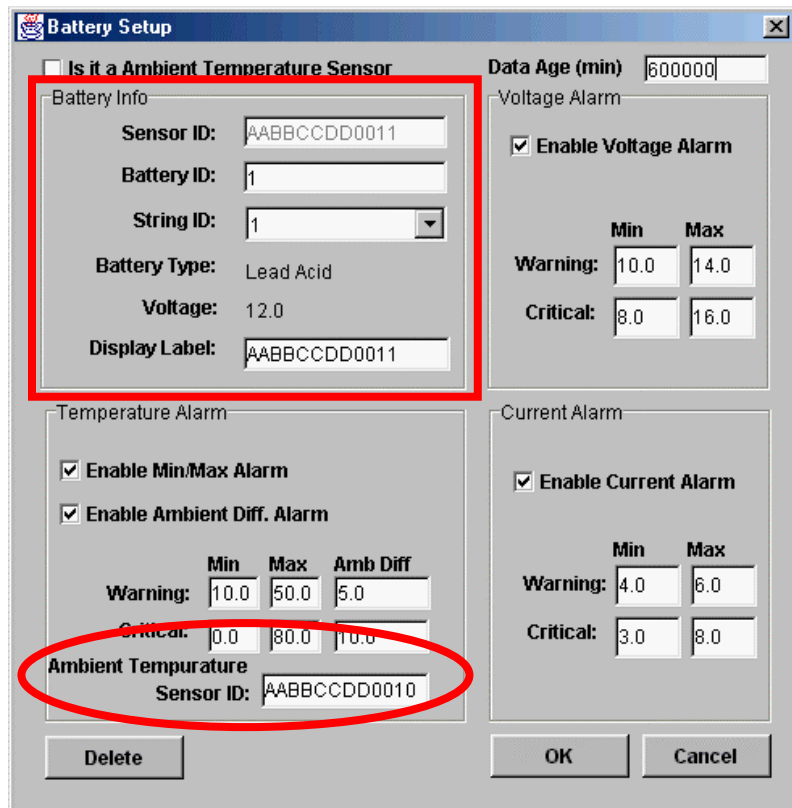 Battery Setup
Is it a Ambient Temperature Sensor
Data Age (min) 600000
Battery Info
Sensor ID: AABBCCDD0011
Battery ID: 1
String ID: 1
Battery Type: Lead Acid
Voltage: 12.0
Display Label: AABBCCDD0011
Voltage Alarm
Enable Voltage Alarm
Min Max
Warning: 10.0 14.0
Critical: 8.0 16.0
Temperature Alarm
Enable Min/Max Alarm
Enable Ambient Diff. Alarm
Min Max Amb Diff
Warning: 10.0 50.0 5.0
Critical: 0.0 80.0 10.0
Ambient Tempurature
Sensor ID: AABBCCDD0010
Current Alarm
Enable Current Alarm
Min Max
Warning: 4.0 6.0
Critical: 3.0 8.0
Delete
OK
Cancel